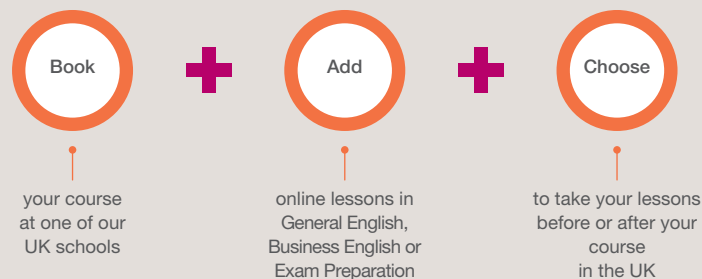 Book
your course
at one of our
UK schools
Add
online lessons in
General English,
Business English or
Exam Preparation
Choose
to take your lessons
before or after your
course
in the UK